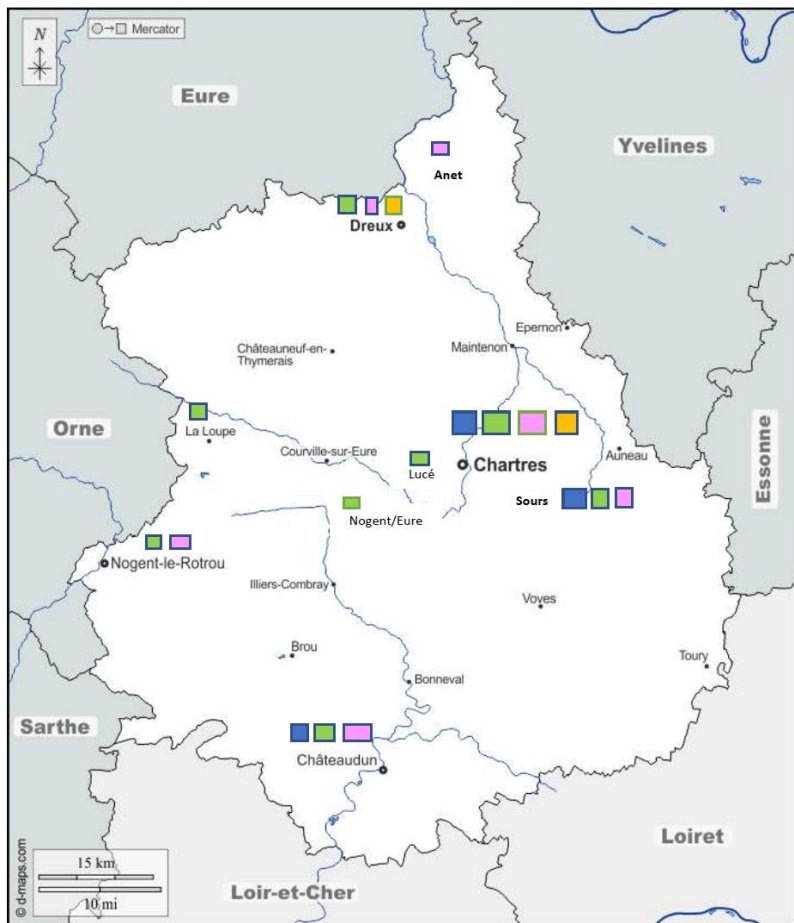 N
Mercator
Eure
Yvelines
Anet
Dreux
Epernon
Maintenon
Châteauneuf-en-
Thymerais
Orne
La Loupe
Courville-sur-Eure
Lucé
Chartres
Auneau
Essonne
Sours
Nogent/Eure
Nogent-le-Rotrou
Illiers-Combray
Voves
Brou
Toury
Bonneval
Sarthe
Châteaudun
Loiret
15 km
10 mi
Loir-et-Cher
© d-maps.com